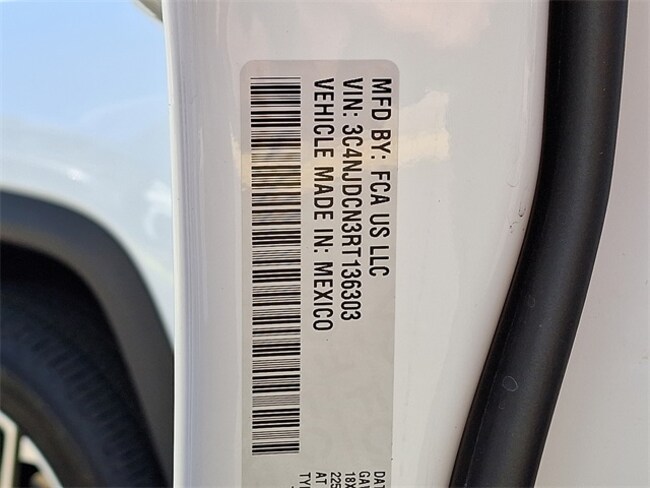 MFD BY: FCA US LLC
VIN: 3C4NJDCN3RT136303
VEHICLE MADE IN: MEXICO